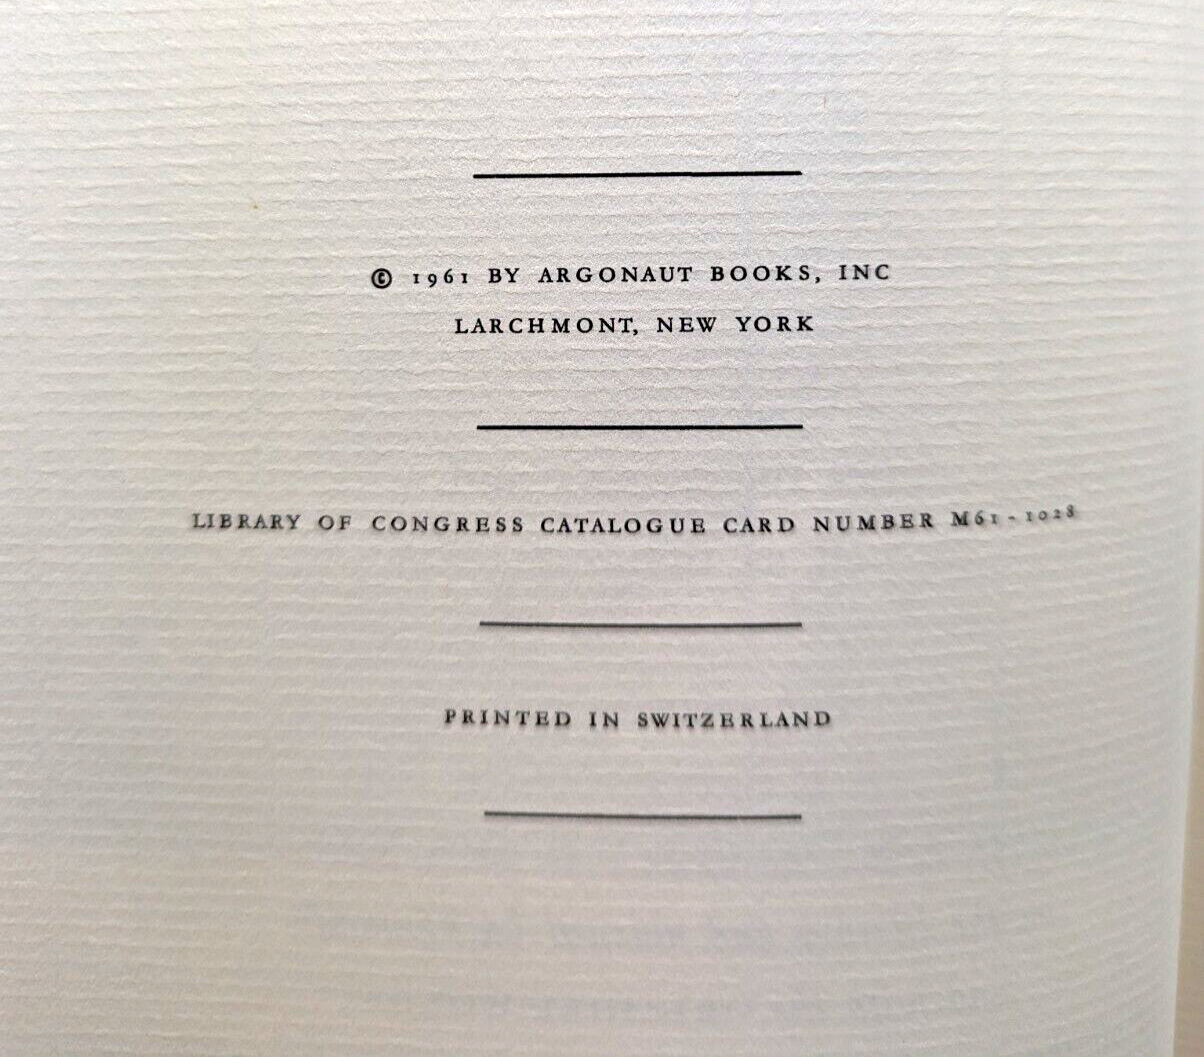 © 1961 BY ARGONAUT BOOKS, INC
LARCHMONT, NEW YORK
LIBRARY OF CONGRESS CATALOGUE CARD NUMBER M61-1028
PRINTED IN SWITZERLAND